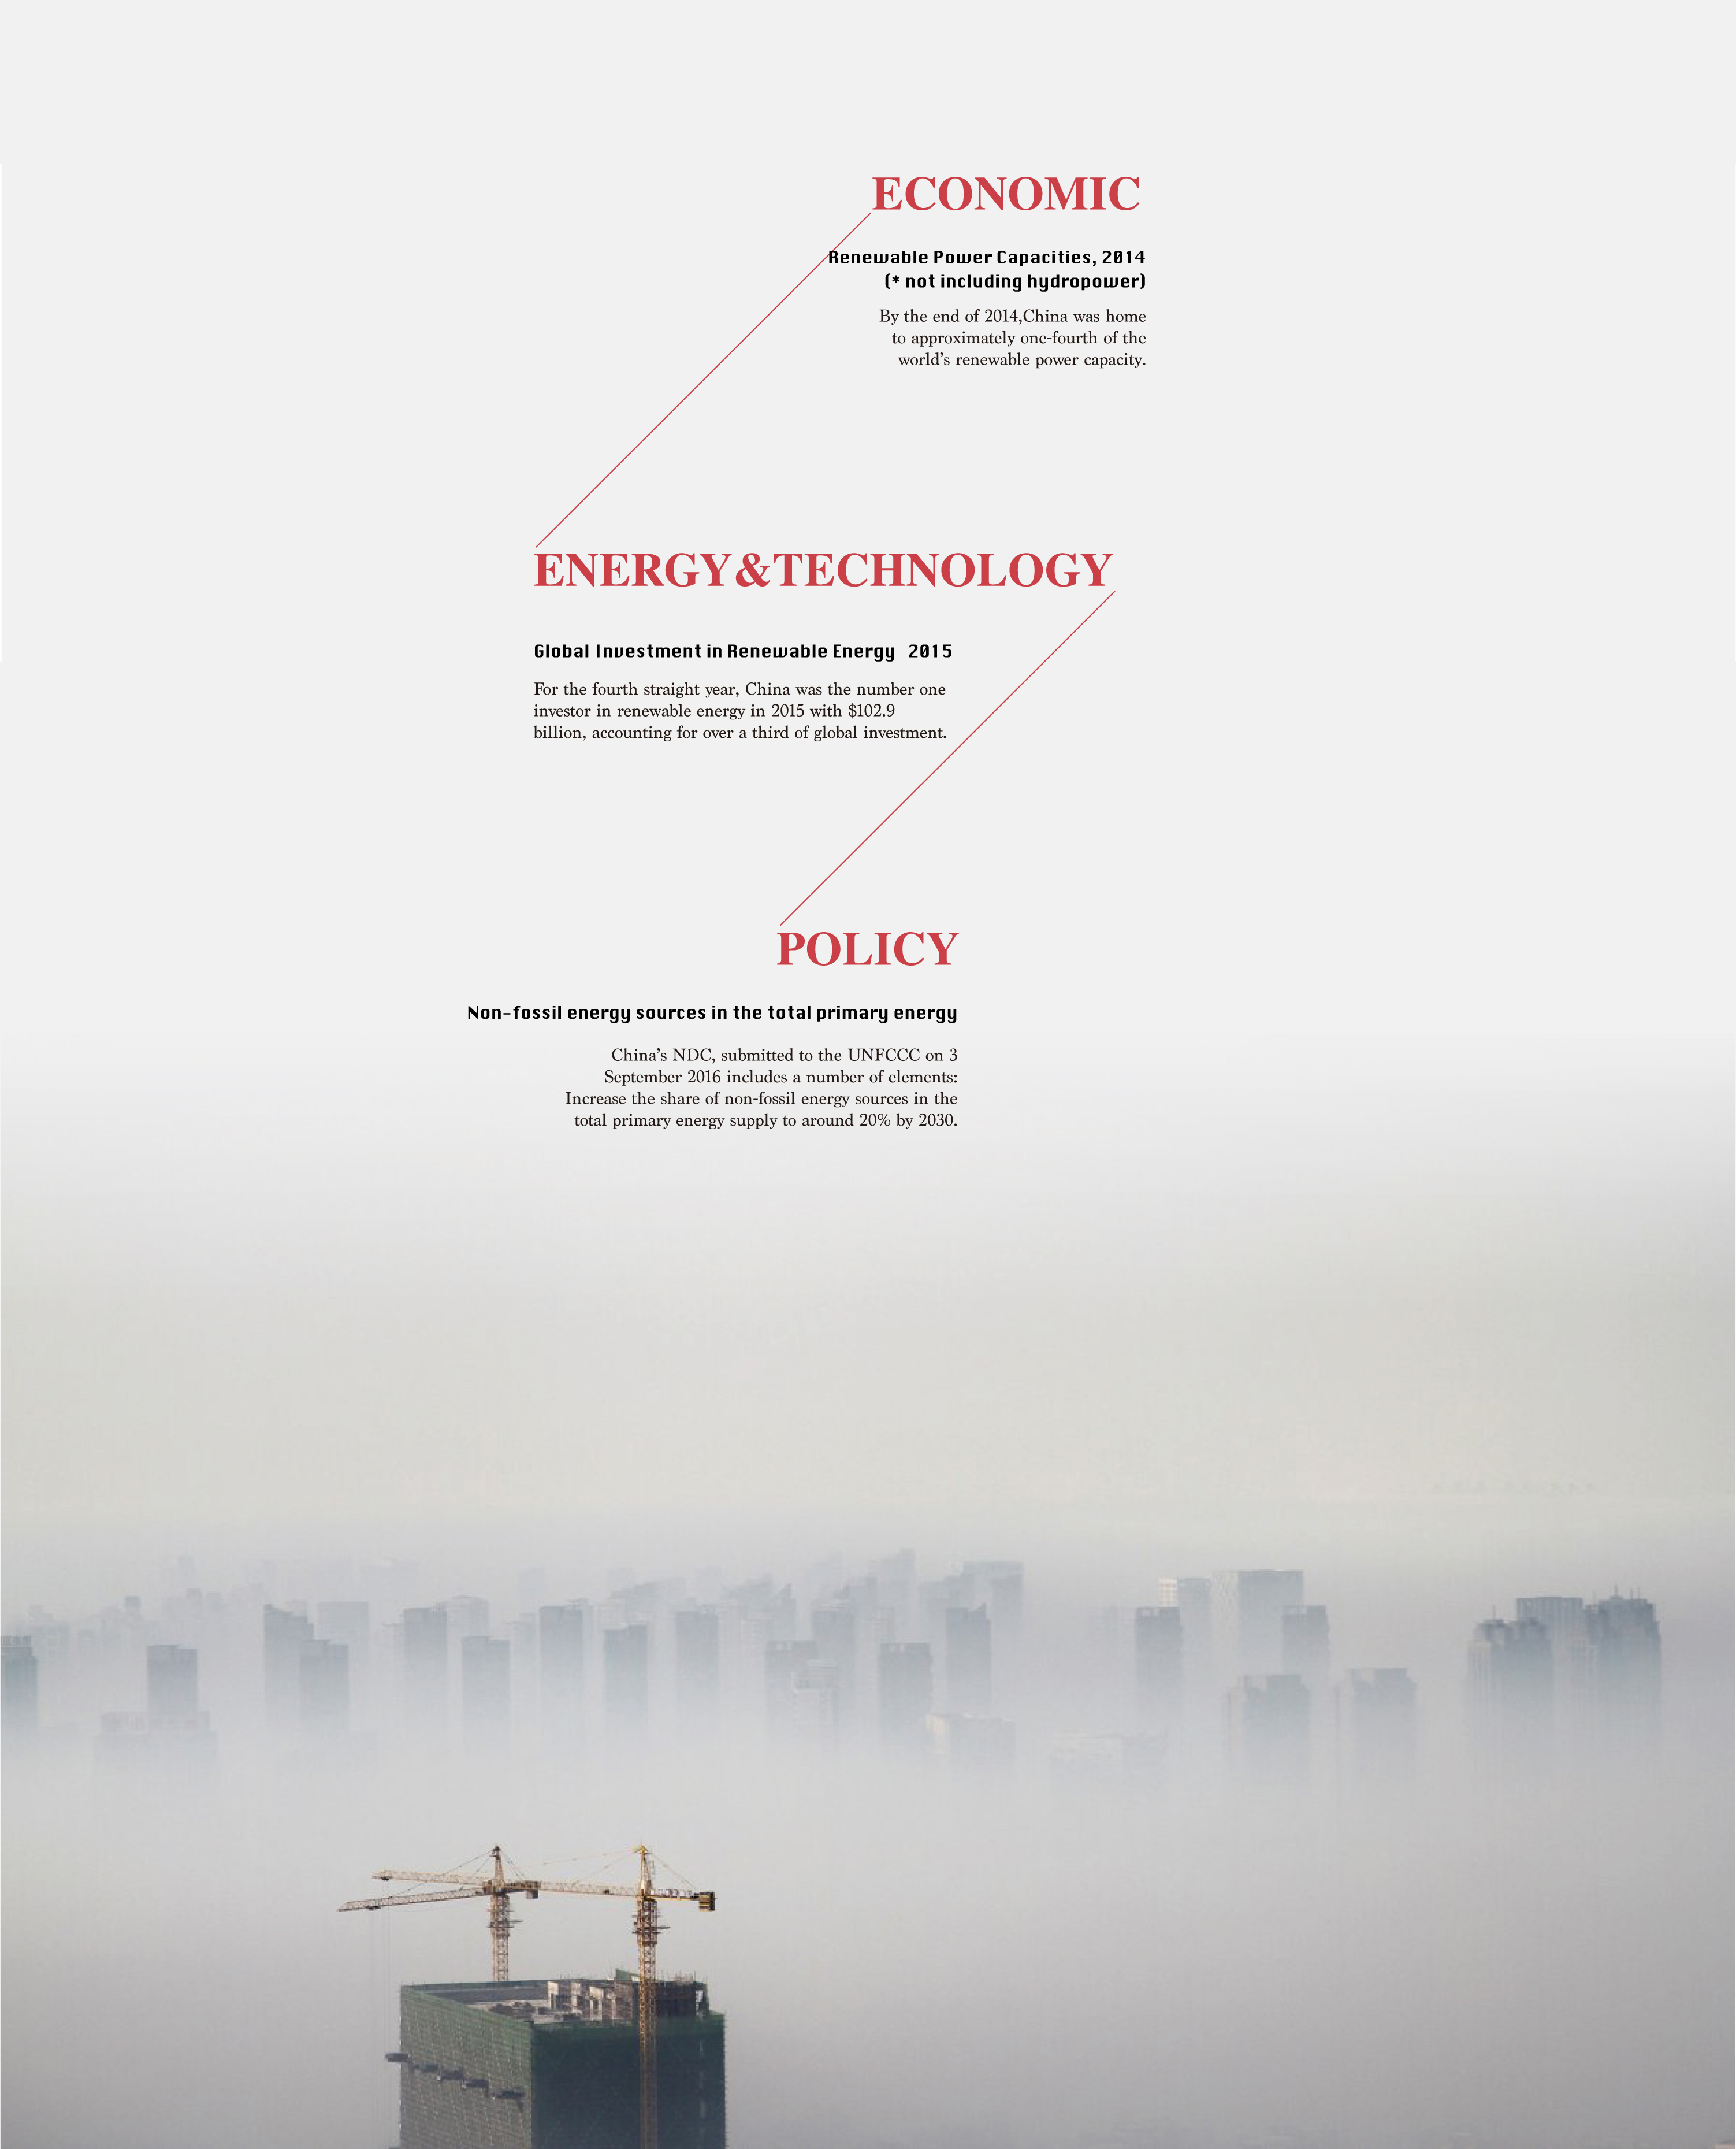 ECONOMIC
Renewable Power Capacities, 2014
(* not including hydropower)
By the end of 2014,China was home
to approximately one-fourth of the
world's renewable power capacity.
ENERGY&TECHNOLOGY
Global Investment in Renewable Energy 2015
For the fourth straight year, China was the number one
investor in renewable energy in 2015 with $102.9
billion, accounting for over a third of global investment.
POLICY
Non-fossil energy sources in the total primary energy
China's NDC, submitted to the UNFCCC on 3
September 2016 includes a number of elements:
Increase the share of non-fossil energy sources in the
total primary energy supply to around 20% by 2030.